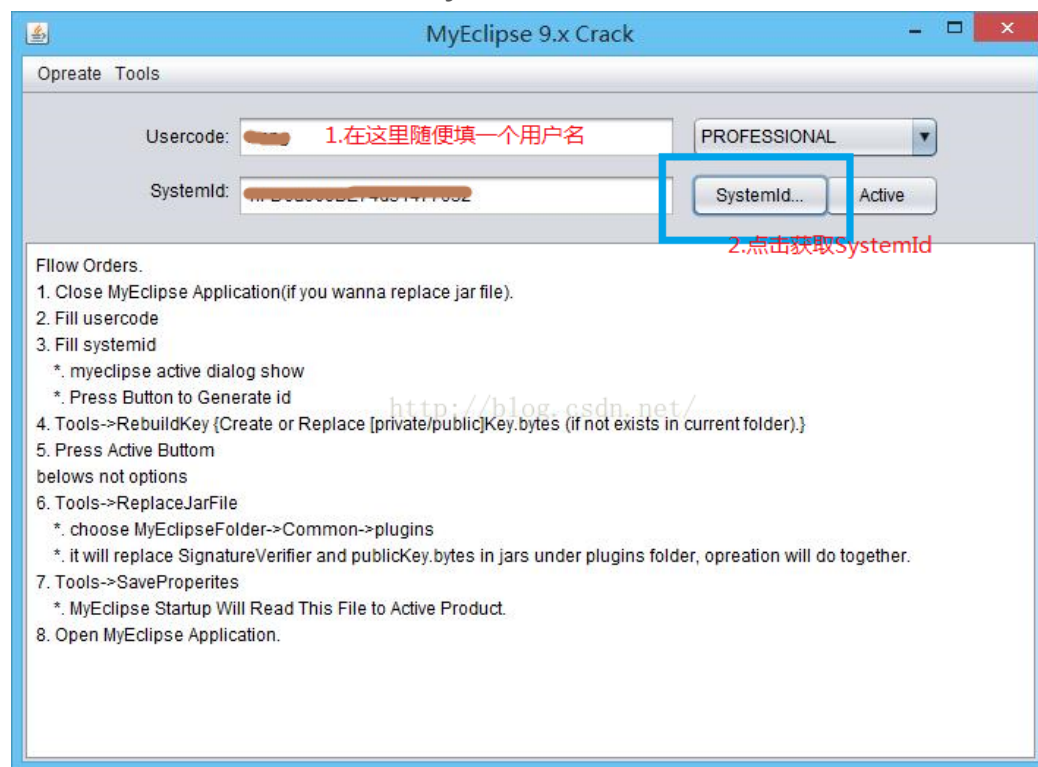 MyEclipse 9.x Crack
Opreate Tools
Usercode:
1.在这里随便填一个用户名
PROFESSIONAL
SystemId:
SystemId...
Active
2.点击获取SystemId
Fllow Orders.
1. Close MyEclipse Application(if you wanna replace jar file).
2. Fill usercode
3. Fill systemid
*. myeclipse active dialog show
*. Press Button to Generate id
http://blog.csdn.net/
4. Tools->RebuildKey {Create or Replace [private/public]Key.bytes (if not exists in current folder).}
5. Press Active Buttom
belows not options
6. Tools->ReplaceJarFile
*. choose MyEclipseFolder->Common->plugins
*. it will replace SignatureVerifier and publicKey.bytes in jars under plugins folder, opreation will do together.
7. Tools->SaveProperites
*. MyEclipse Startup Will Read This File to Active Product.
8. Open MyEclipse Application.